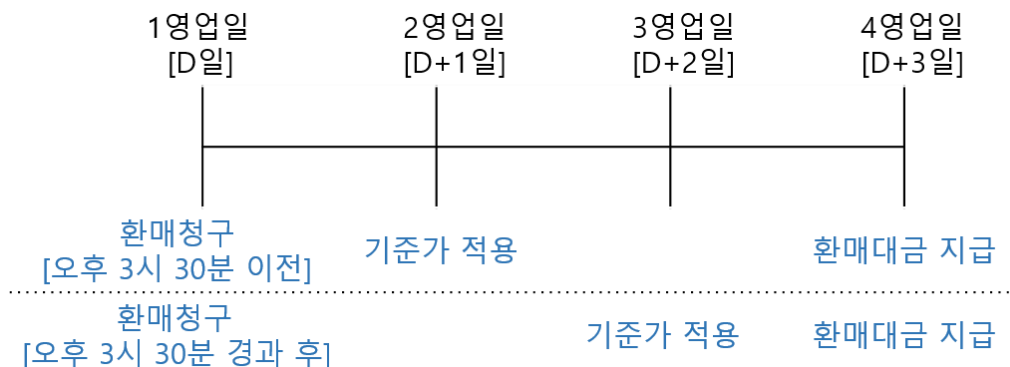 1영업일 2영업일 3영업일 4영업일
[D일] [D+1일] [D+2일] [D+3일]
환매청구
[오후 3시 30분 이전] 기준가 적용 환매대금 지급
환매청구
[오후 3시 30분 경과 후] 기준가 적용 환매대금 지급